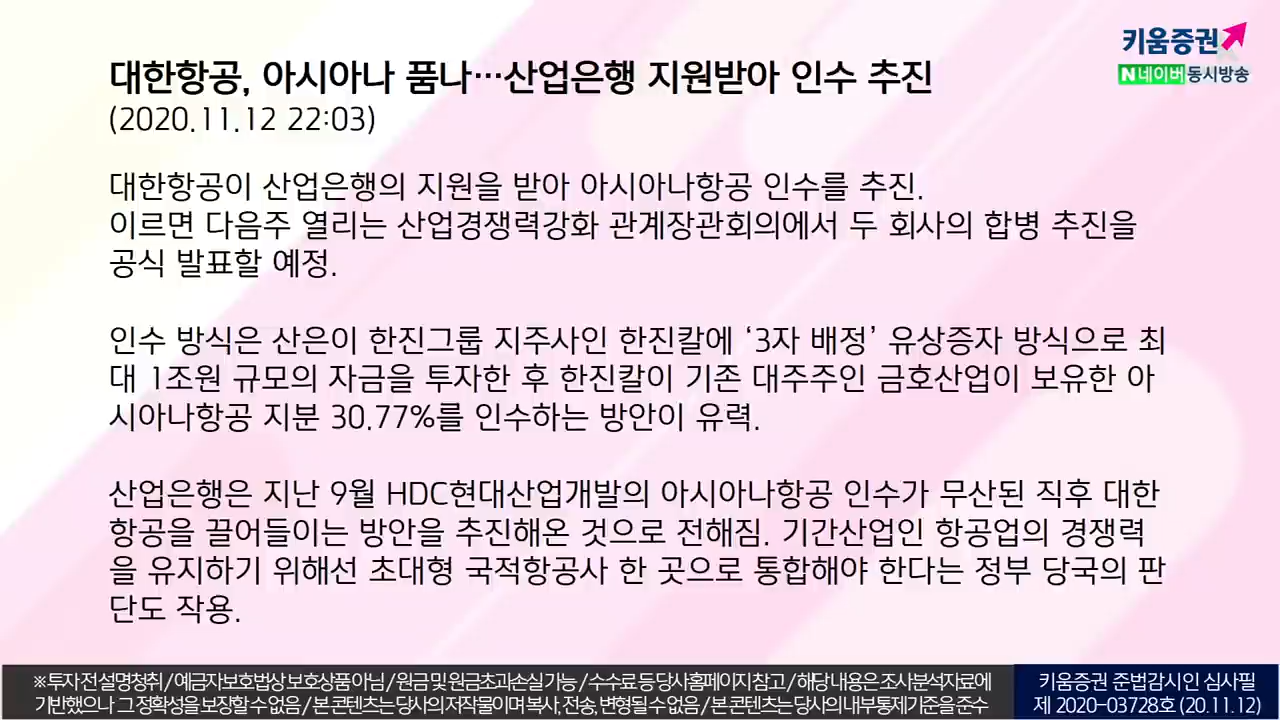 키움증권
N네이버동시방송
대한항공, 아시아나 품나…산업은행 지원받아 인수 추진
(2020.11.12 22:03)
대한항공이 산업은행의 지원을 받아 아시아나항공 인수를 추진.
이르면 다음주 열리는 산업경쟁력강화 관계장관회의에서 두 회사의 합병 추진을
공식 발표할 예정.
인수 방식은 산은이 한진그룹 지주사인 한진칼에 ‘3자 배정’ 유상증자 방식으로 최
대 1조원 규모의 자금을 투자한 후 한진칼이 기존 대주주인 금호산업이 보유한 아
시아나항공 지분 30.77%를 인수하는 방안이 유력.
산업은행은 지난 9월 HDC현대산업개발의 아시아나항공 인수가 무산된 직후 대한
항공을 끌어들이는 방안을 추진해온 것으로 전해짐. 기간산업인 항공업의 경쟁력
을 유지하기 위해선 초대형 국적항공사 한 곳으로 통합해야 한다는 정부 당국의 판
단도 작용.
※투자 전 설명청취 / 예금자보호법상 보호상품 아님 / 원금 및 원금초과손실 가능 / 수수료 등 당사홈페이지 참고 / 해당 내용은 조사분석자료에
기반했으나 그 정확성을 보장할 수 없음 / 본 콘텐츠는 당사의 저작물이며 복사, 전송, 변형될 수 없음 / 본 콘텐츠는 당사의 내부통제기준을 준수
키움증권 준법감시인 심사필
제 2020-03728호 (20.11.12)